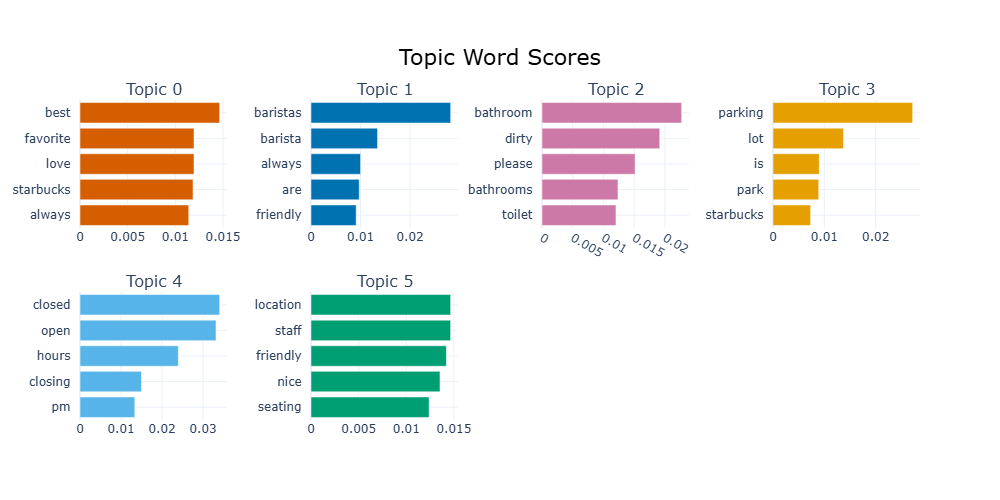 Topic Word Scores
Topic 0
best
favorite
love
starbucks
always
0 0.005 0.01 0.015
Topic 1
baristas
barista
always
are
friendly
0 0.01 0.02
Topic 2
bathroom
dirty
please
bathrooms
toilet
0 0.005 0.01 0.015 0.02
Topic 3
parking
lot
is
park
starbucks
0 0.01 0.02
Topic 4
closed
open
hours
closing
pm
0 0.01 0.02 0.03
Topic 5
location
staff
friendly
nice
seating
0 0.005 0.01 0.015